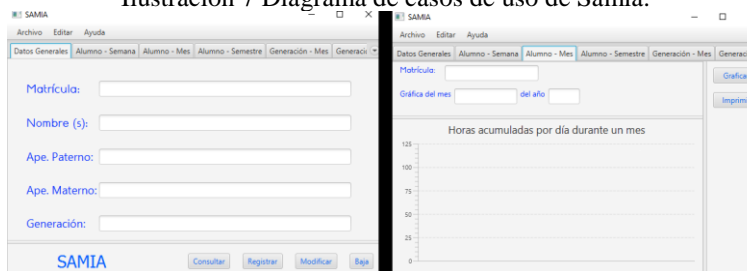 Ilustración 7 Diagrama de casos de uso de Samia.
SAMIA
Archivo Editar Ayuda
Datos Generales Alumno - Semana Alumno - Mes Alumno - Semestre Generación - Mes
Matrícula:
Nombre (s):
Ape. Paterno:
Ape. Materno:
Generación:
SAMIA
Consultar Registrar Modificar Baja
SAMIA
Archivo Editar Ayuda
Datos Generales Alumno - Semana Alumno - Mes Alumno - Semestre Generación - Mes
Matrícula:
Gráfica del mes del año
Grafica
Imprimi
Horas acumuladas por día durante un mes
125
100
75
50
25
0